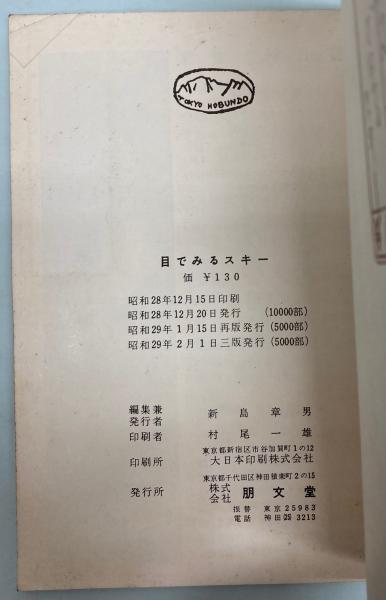 TOKYO HOBUNDO
目でみるスキー
価 ¥130
昭和28年12月15日印刷
昭和28年12月20日発行 (10000部)
昭和29年1月15日再版発行 (5000部)
昭和29年2月1日三版発行 (5000部)
編集兼発行者 新島章男
印刷者 村尾一雄
東京都新宿区市谷加賀町1の12
印刷所 大日本印刷株式会社
東京都千代田区神田猿楽町2の15
発行所 株式会社 朋文堂
振替 東京25983
電話 神田(25)3213